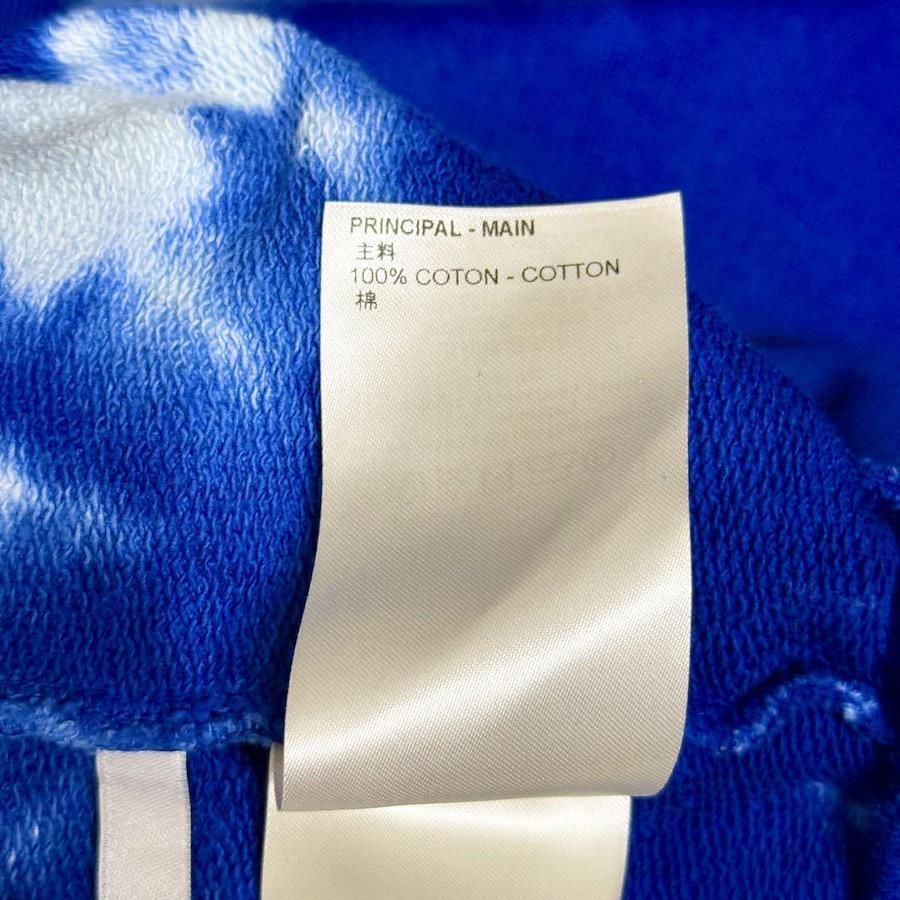 PRINCIPAL - MAIN
主料
100% COTON - COTTON
棉